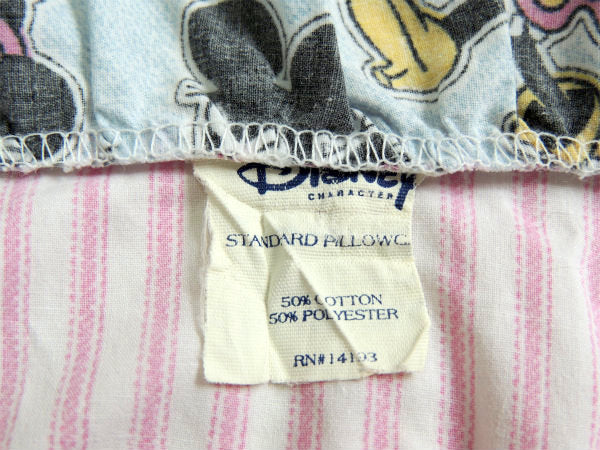 Disney
CHARACTER
STANDARD PILLOWC
50% COTTON
50% POLYESTER
RN#14193